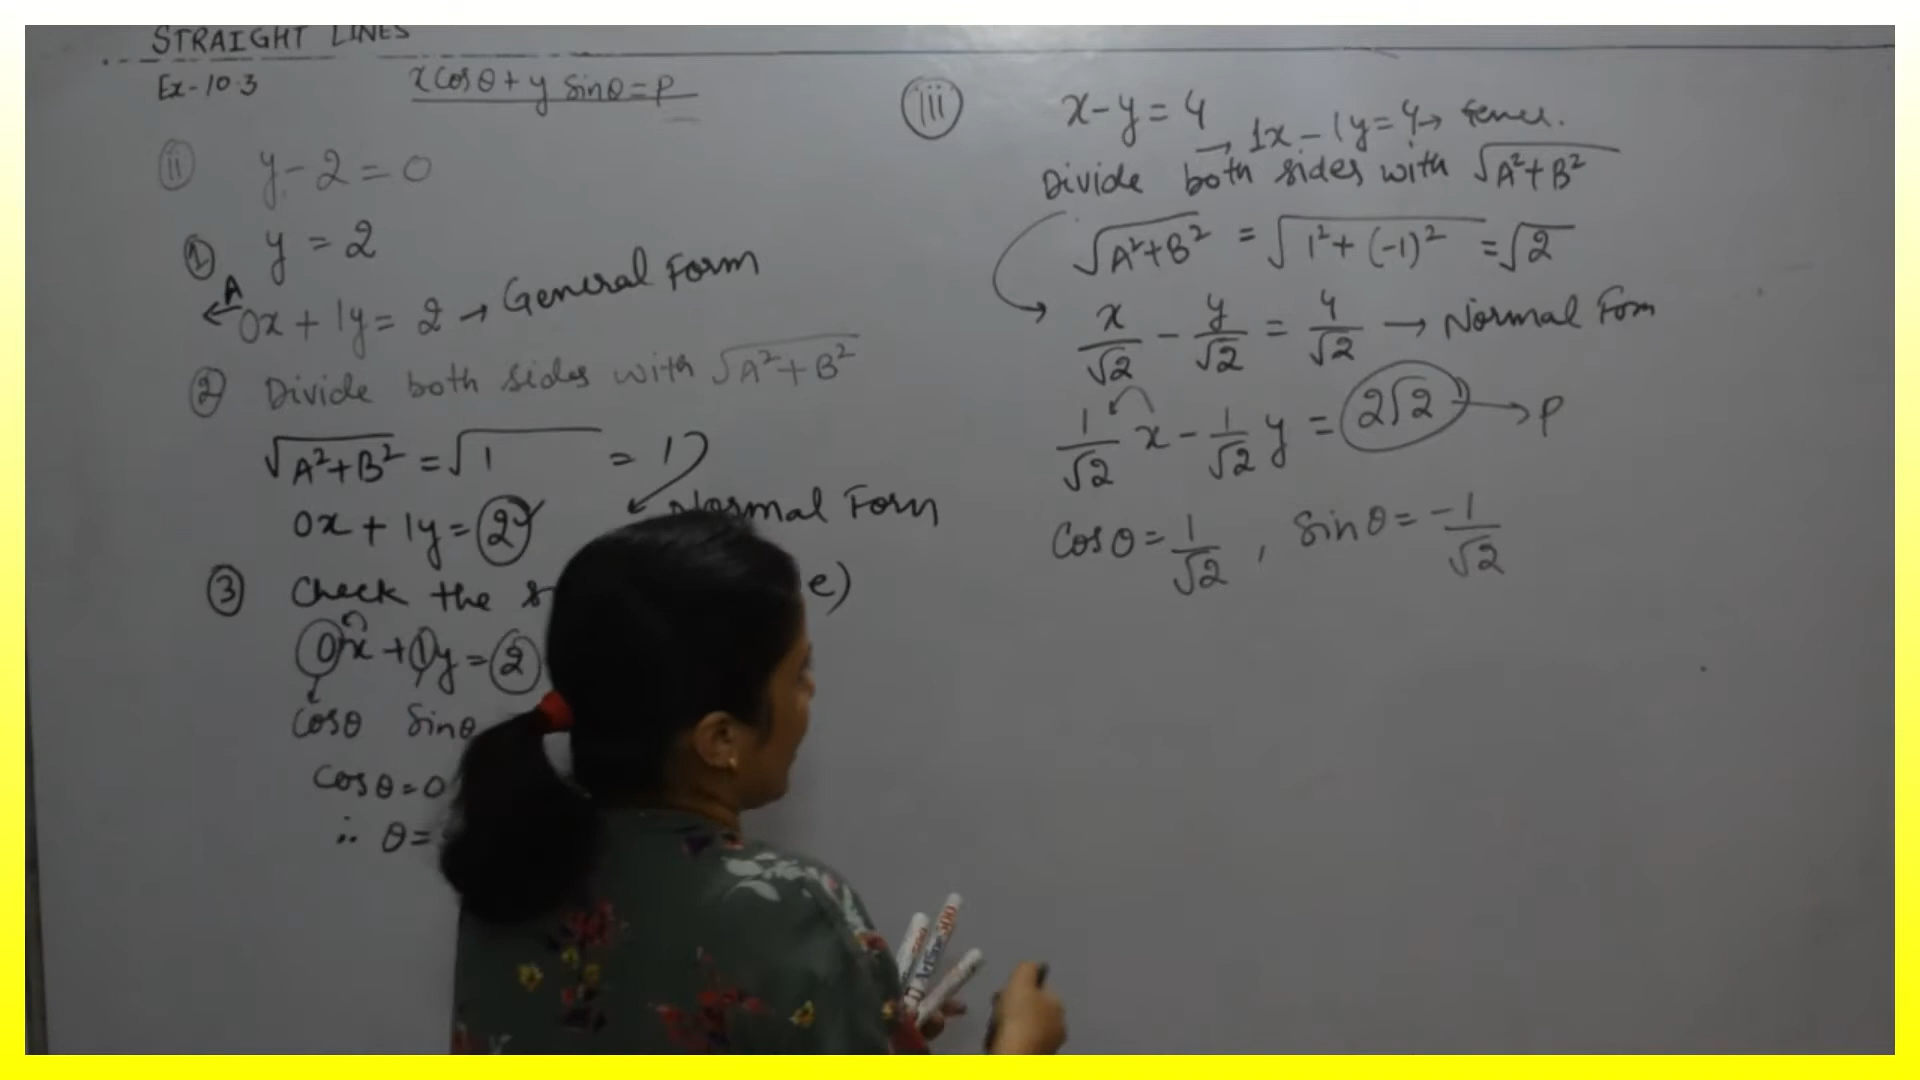 STRAIGHT LINES
Ex-10.3
x cos θ + y sin θ = P
ii y - 2 = 0
① y = 2
A
0x + 1y = 2 → General Form
② Divide both sides with √A²+B²
√A²+B² = √1 = 1
0x + 1y = 2 Normal Form
③ Check the e)
0x + 1y = 2
cos θ sin θ
cos θ = 0
∴ θ =
iii x - y = 4
→ 1x - 1y = 4 →
Divide both sides with √A²+B²
√A²+B² = √1²+(-1)² = √2
x/√2 - y/√2 = 4/√2 → Normal Form
1/√2 x - 1/√2 y = 2√2 → P
cos θ = 1/√2 , sin θ = -1/√2
500